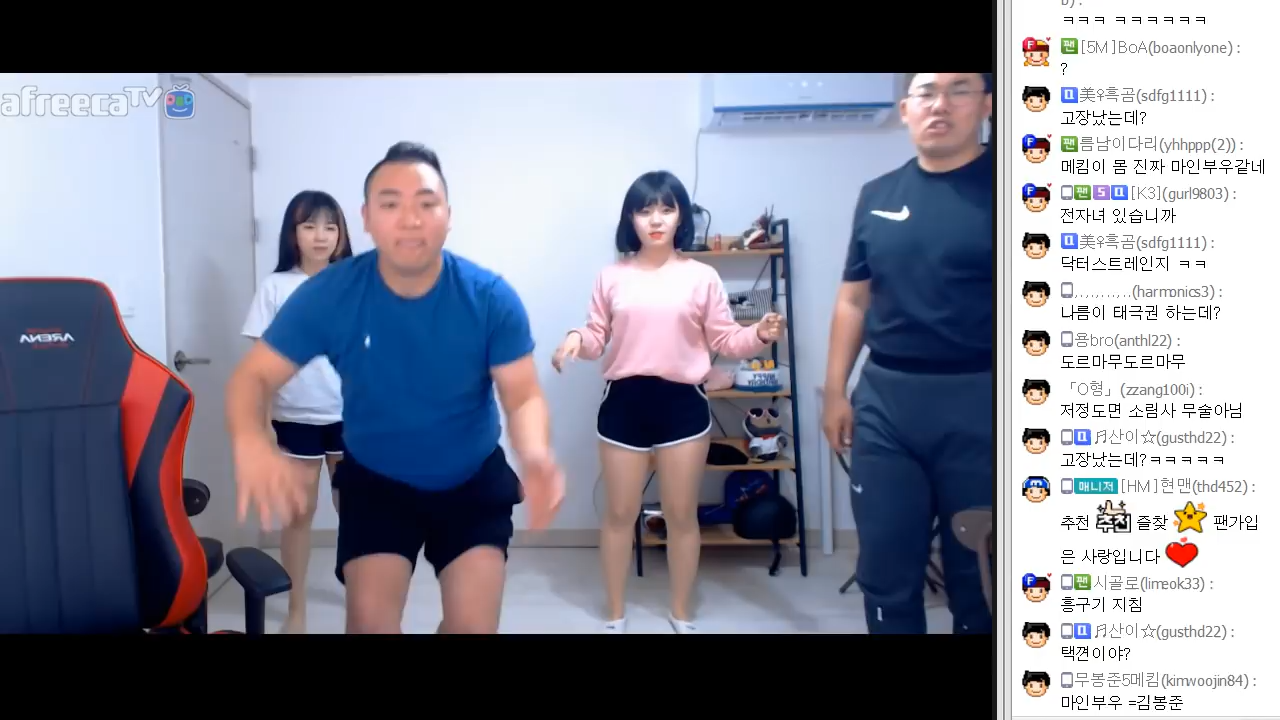 afreecaTV
ARENA
ㅋㅋㅋ ㅋㅋㅋㅋㅋㅋ
팬 [5M]BoA(boaonlyone) :
?
Q 美♀흑곰(sdfg1111) :
고장났는데?
팬 름남이다리(yhhppp(2)) :
메킴이 몸 진짜 마인부우같네
팬 S Q [K3](gurl9803) :
전자녀 있습니까
Q 美♀흑곰(sdfg1111) :
닥터스트레인지 ㅋㅋ
(harmonics3) :
나름이 태극권 하는데?
용bro(anthl22) :
도르마무도르마무
「O형」(zzang100i) :
저정도면 소림사 무술아님
Q ♬산이☆(gusthd22) :
고장났는데?ㅋㅋㅋㅋㅋ
매니저 [HM]현맨(thd452) :
추천 추천 즐찾 팬가입
은 사랑입니다
팬 시골로(limeok33) :
흥구기 지침
Q ♬산이☆(gusthd22) :
택견이야?
무봉준5메킴(kimwoojin84) :
마인부우 =김봉준